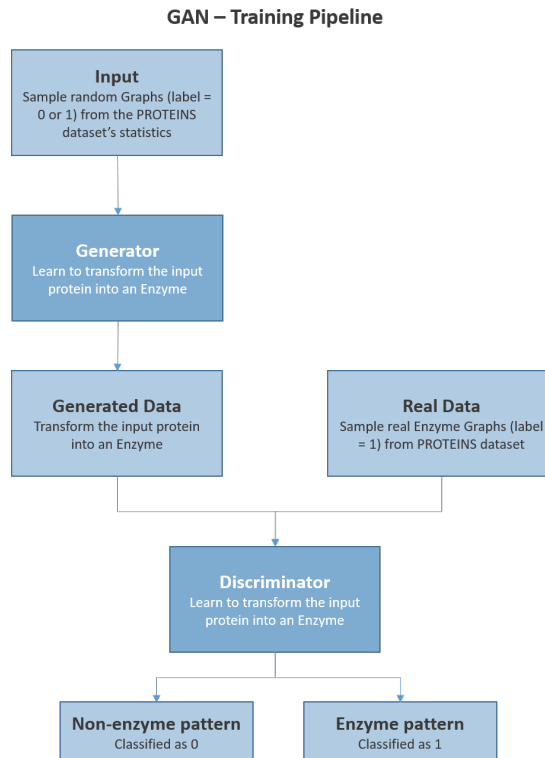 GAN – Training Pipeline
Input
Sample random Graphs (label =
0 or 1) from the PROTEINS
dataset's statistics
Generator
Learn to transform the input
protein into an Enzyme
Generated Data
Transform the input protein
into an Enzyme
Real Data
Sample real Enzyme Graphs (label
= 1) from PROTEINS dataset
Discriminator
Learn to transform the input
protein into an Enzyme
Non-enzyme pattern
Classified as 0
Enzyme pattern
Classified as 1